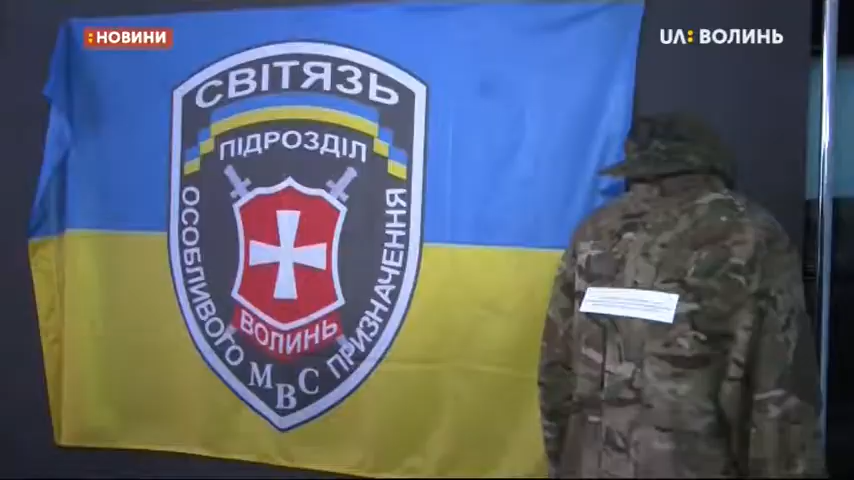 :НОВИНИ
UA: ВОЛИНЬ
СВІТЯЗЬ
ПІДРОЗДІЛ
ОСОБЛИВОГО ПРИЗНАЧЕННЯ
ВОЛИНЬ
МВС